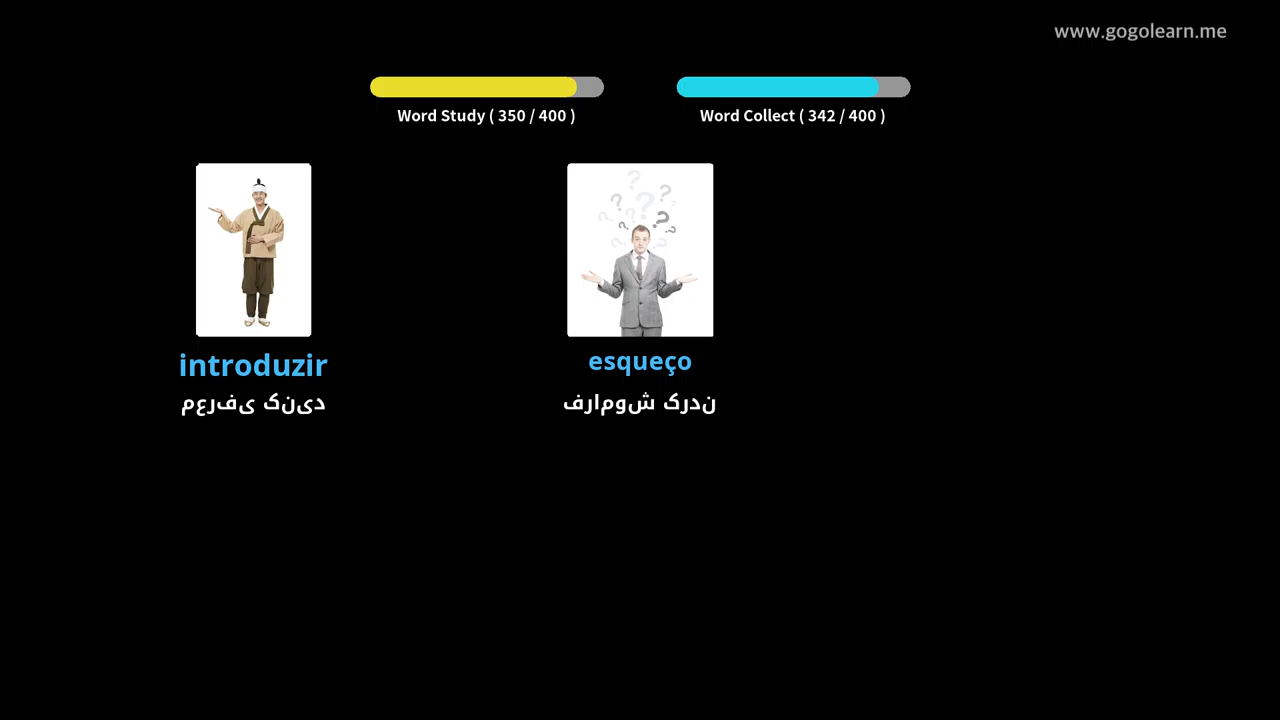 www.gogolearn.me
Word Study ( 350 / 400 )
Word Collect ( 342 / 400 )
introduzir
معرفی کنید
esqueço
فراموش کردن